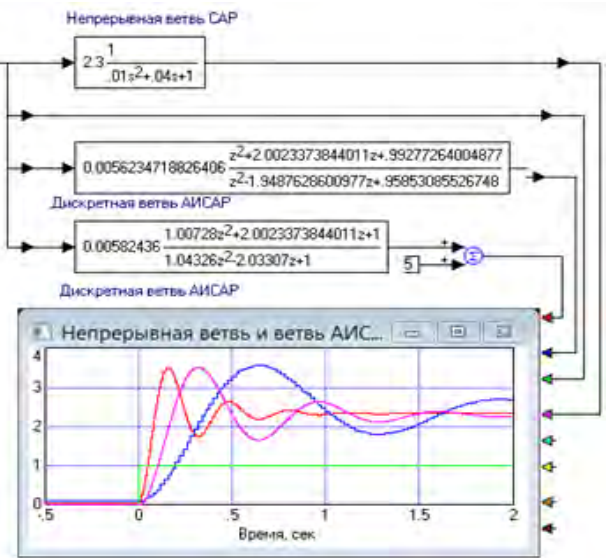 Непрерывная ветвь САР
2.3 1
.01s²+.04s+1
0.0056234718826406 z²+2.0023373844011z+.99277264004877
z²-1.9487628600977z+.95853085526748
Дискретная ветвь АИСАР
0.00582436 1.00728z²+2.0023373844011z+1
1.04326z²-2.03307z+1
+
+
5
Σ
Дискретная ветвь АИСАР
Непрерывная ветвь и ветвь АИС...
4
3
2
1
0
-.5 0 .5 1 1.5 2
Время, сек